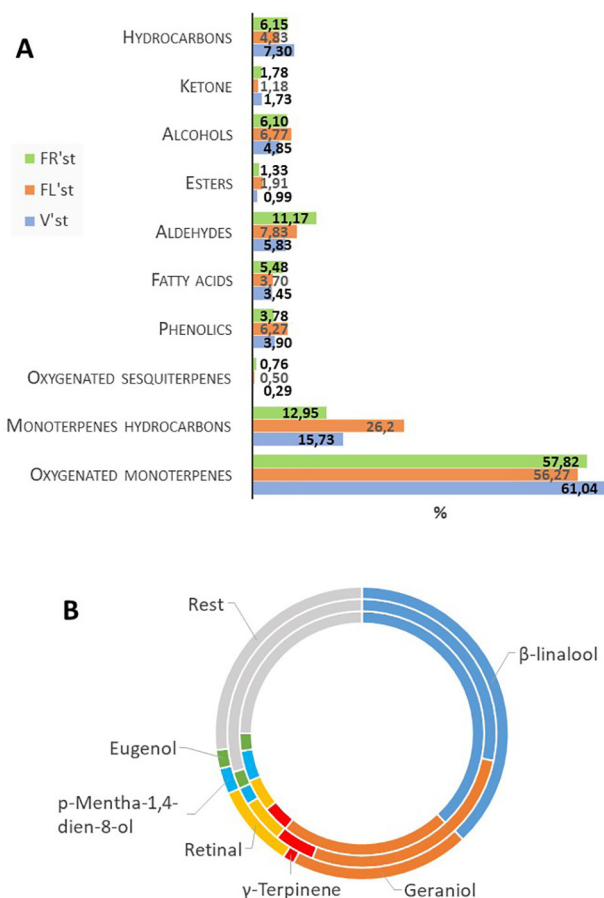 A
HYDROCARBONS
6,15
4,83
7,30
KETONE
1,78
1,18
1,73
ALCOHOLS
6,10
6,77
4,85
ESTERS
1,33
1,91
0,99
ALDEHYDES
11,17
7,83
5,83
FATTY ACIDS
5,48
3,70
3,45
PHENOLICS
3,78
6,27
3,90
OXYGENATED SESQUITERPENES
0,76
0,50
0,29
MONOTERPENES HYDROCARBONS
12,95
26,2
15,73
OXYGENATED MONOTERPENES
57,82
56,27
61,04
%
FR'st
FL'st
V'st
B
Rest
β-linalool
Eugenol
p-Mentha-1,4-
dien-8-ol
Retinal
γ-Terpinene
Geraniol